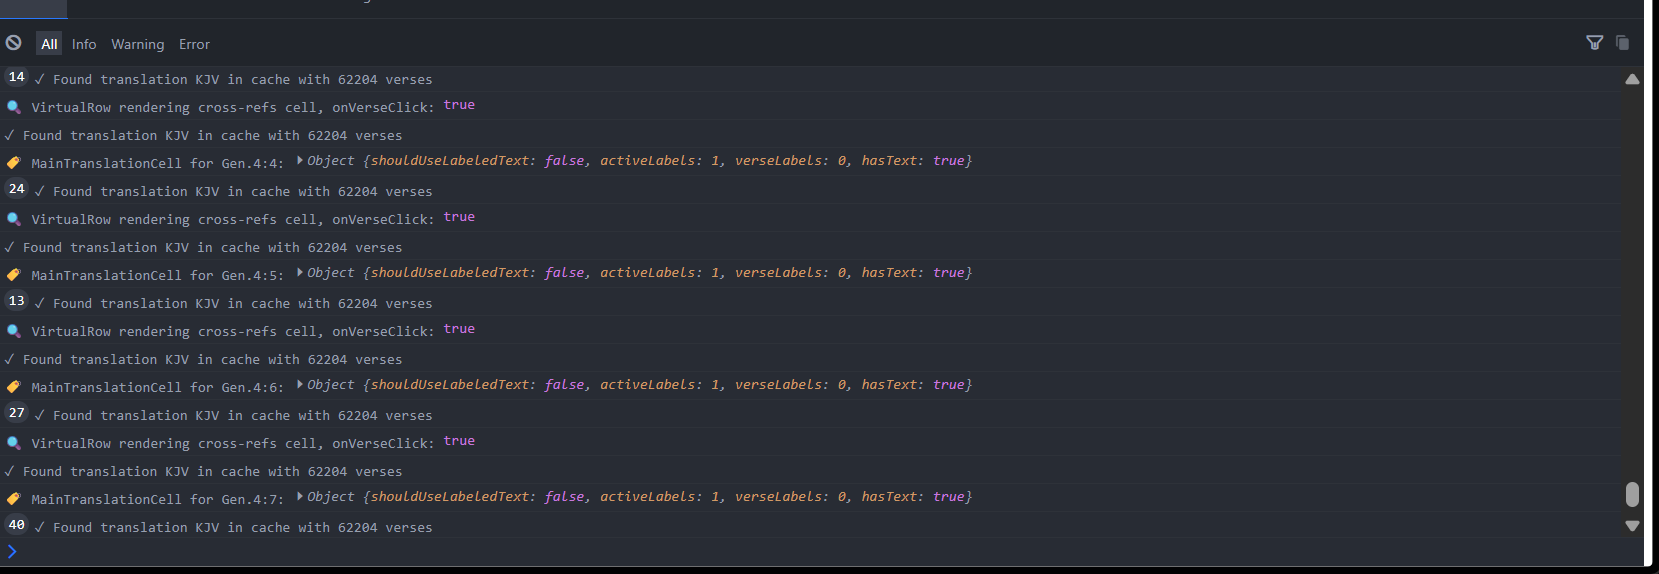 All Info Warning Error
14 ✓ Found translation KJV in cache with 62204 verses
🔍 VirtualRow rendering cross-refs cell, onVerseClick: true
✓ Found translation KJV in cache with 62204 verses
🏷️ MainTranslationCell for Gen.4:4: ▶ Object {shouldUseLabeledText: false, activeLabels: 1, verseLabels: 0, hasText: true}
24 ✓ Found translation KJV in cache with 62204 verses
🔍 VirtualRow rendering cross-refs cell, onVerseClick: true
✓ Found translation KJV in cache with 62204 verses
🏷️ MainTranslationCell for Gen.4:5: ▶ Object {shouldUseLabeledText: false, activeLabels: 1, verseLabels: 0, hasText: true}
13 ✓ Found translation KJV in cache with 62204 verses
🔍 VirtualRow rendering cross-refs cell, onVerseClick: true
✓ Found translation KJV in cache with 62204 verses
🏷️ MainTranslationCell for Gen.4:6: ▶ Object {shouldUseLabeledText: false, activeLabels: 1, verseLabels: 0, hasText: true}
27 ✓ Found translation KJV in cache with 62204 verses
🔍 VirtualRow rendering cross-refs cell, onVerseClick: true
✓ Found translation KJV in cache with 62204 verses
🏷️ MainTranslationCell for Gen.4:7: ▶ Object {shouldUseLabeledText: false, activeLabels: 1, verseLabels: 0, hasText: true}
40 ✓ Found translation KJV in cache with 62204 verses